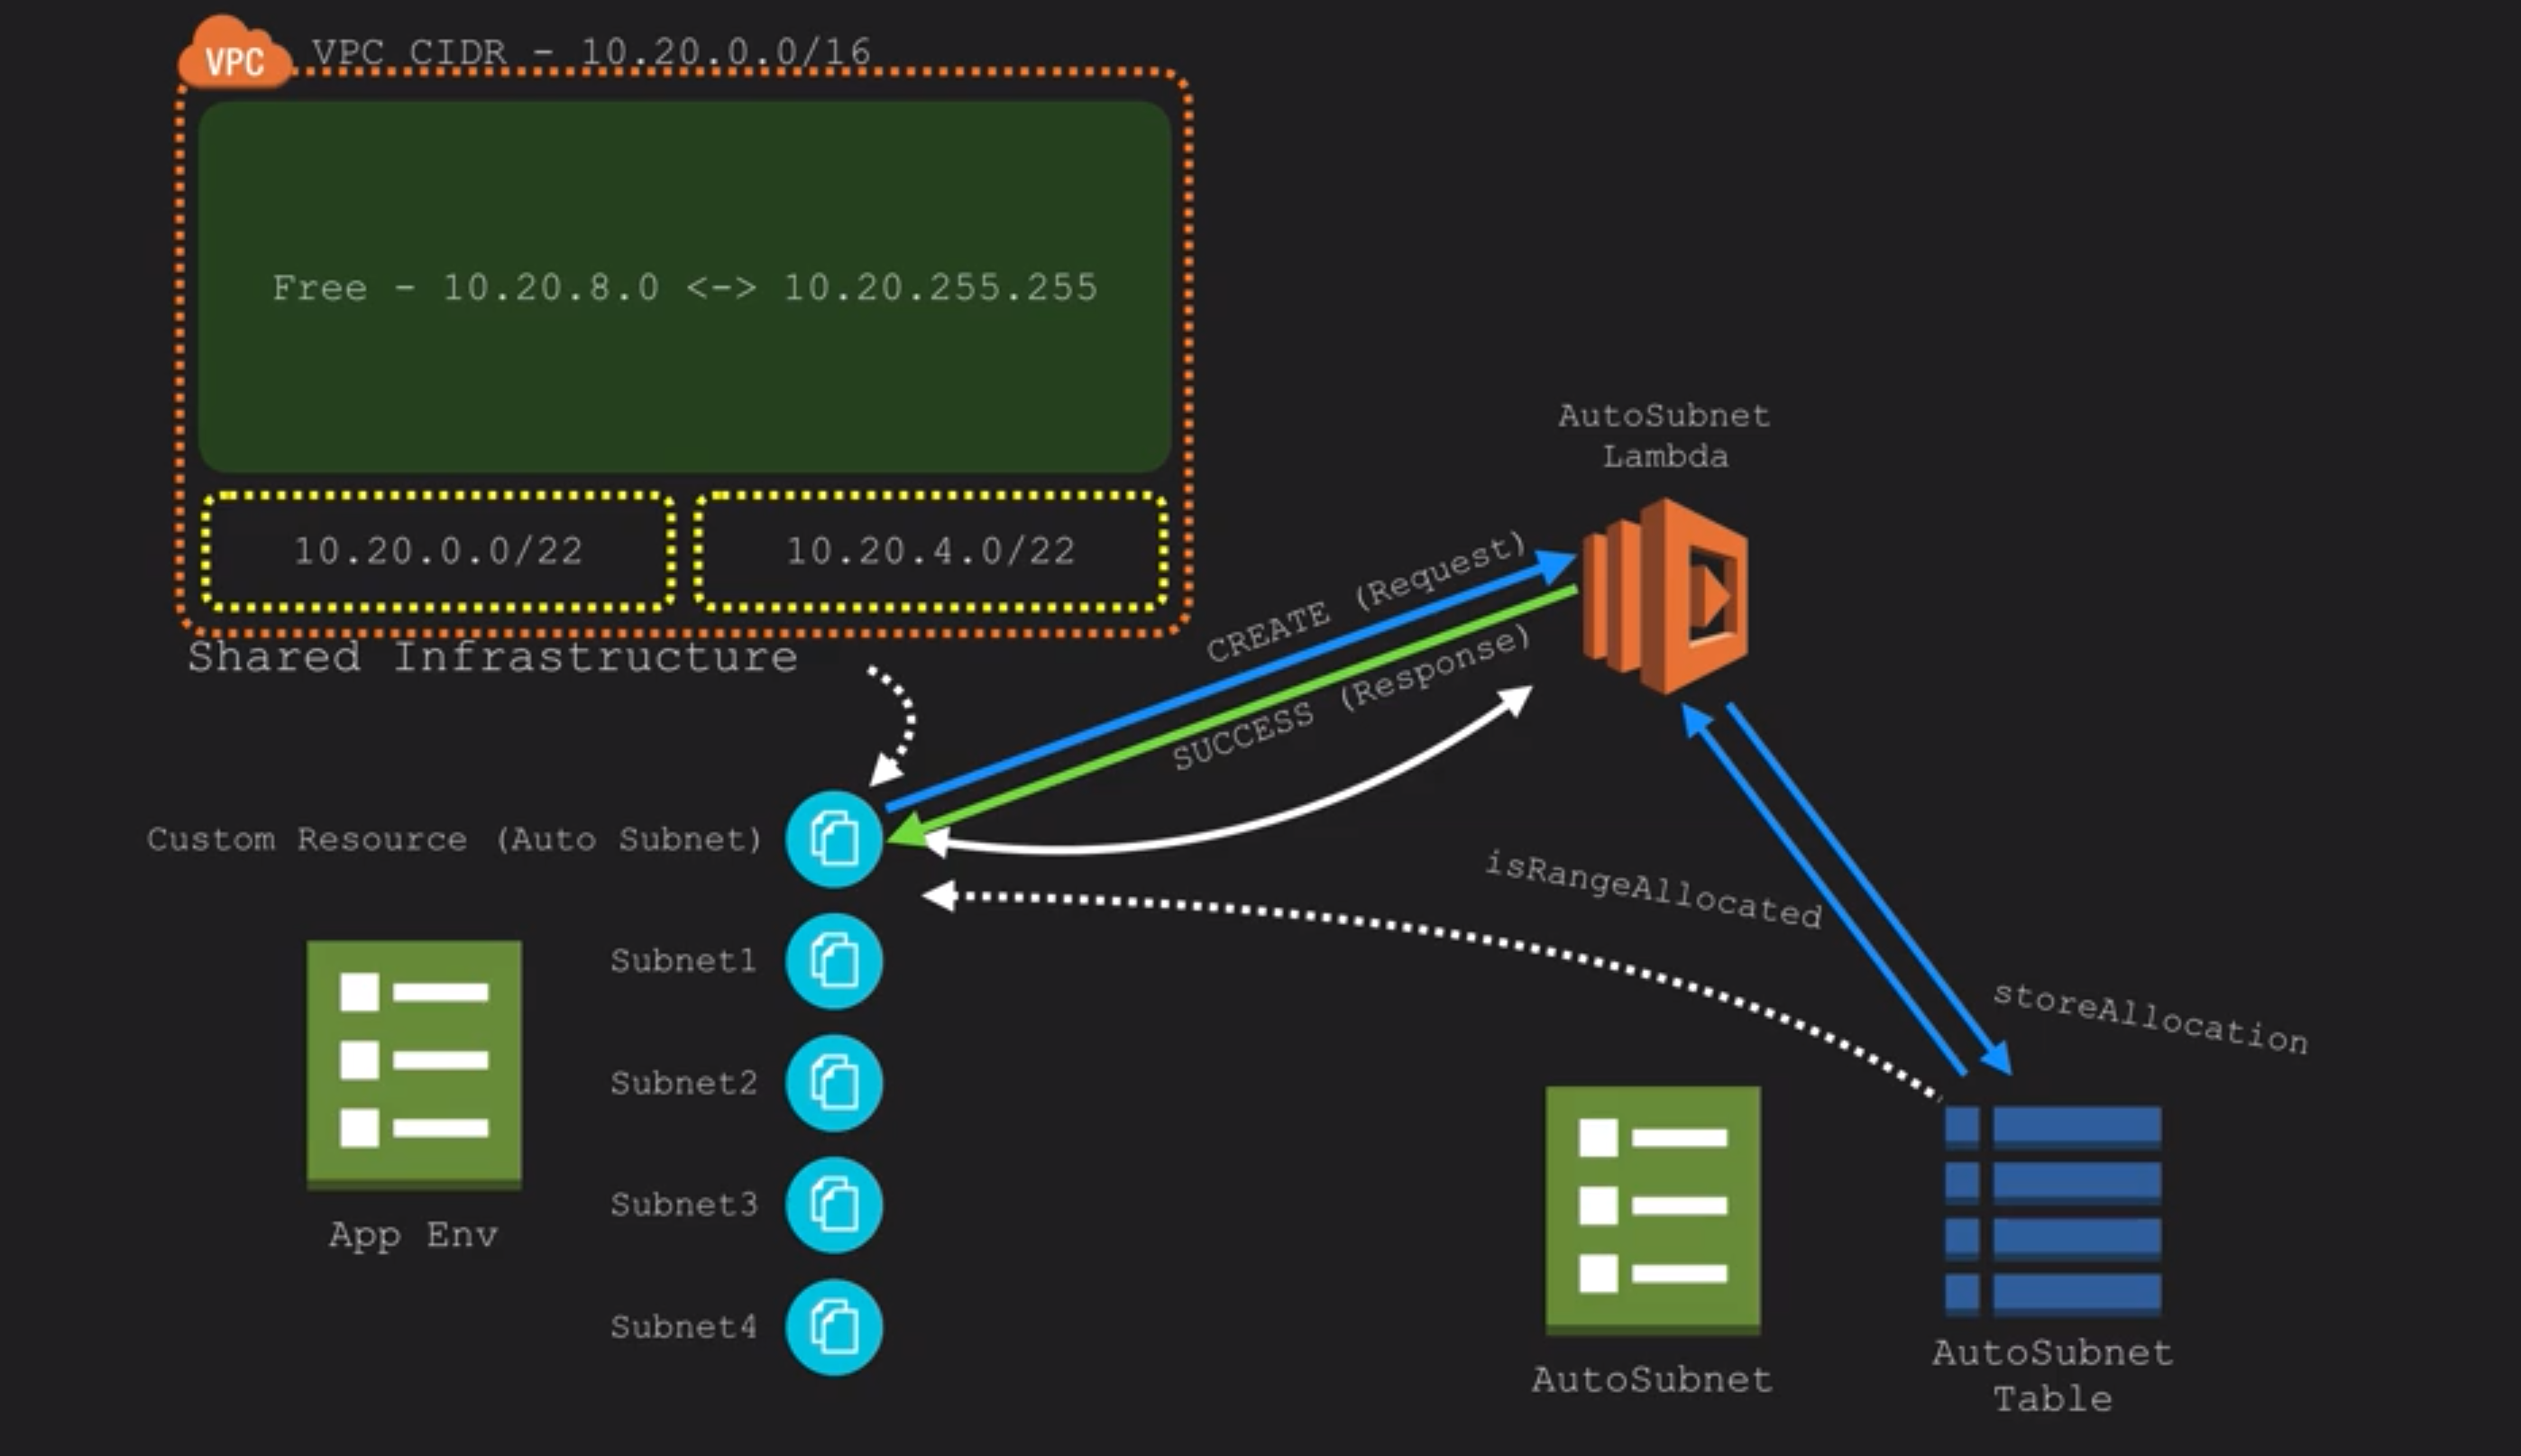 VPC
VPC CIDR - 10.20.0.0/16
Free - 10.20.8.0 <-> 10.20.255.255
10.20.0.0/22
10.20.4.0/22
Shared Infrastructure
AutoSubnet
Lambda
CREATE (Request)
SUCCESS (Response)
Custom Resource (Auto Subnet)
isRangeAllocated
storeAllocation
Subnet1
Subnet2
Subnet3
Subnet4
App Env
AutoSubnet
AutoSubnet
Table